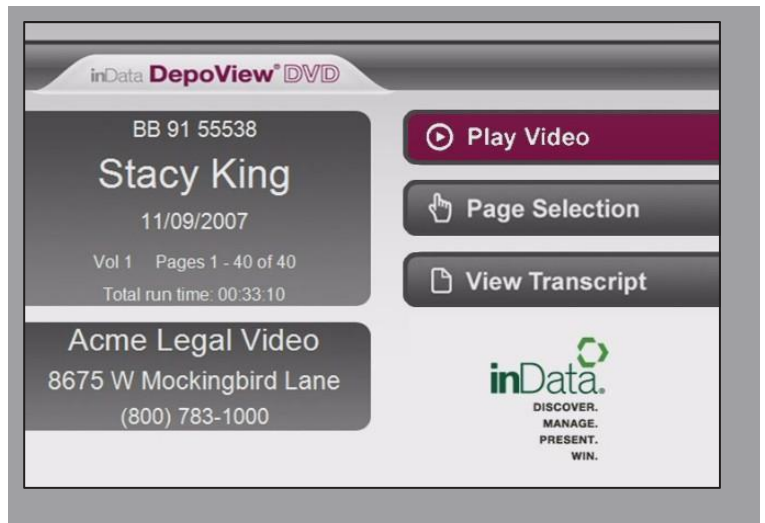 inData DepoView® DVD
BB 91 55538
Stacy King
11/09/2007
Vol 1 Pages 1 - 40 of 40
Total run time: 00:33:10
Acme Legal Video
8675 W Mockingbird Lane
(800) 783-1000
Play Video
Page Selection
View Transcript
inData®
DISCOVER.
MANAGE.
PRESENT.
WIN.